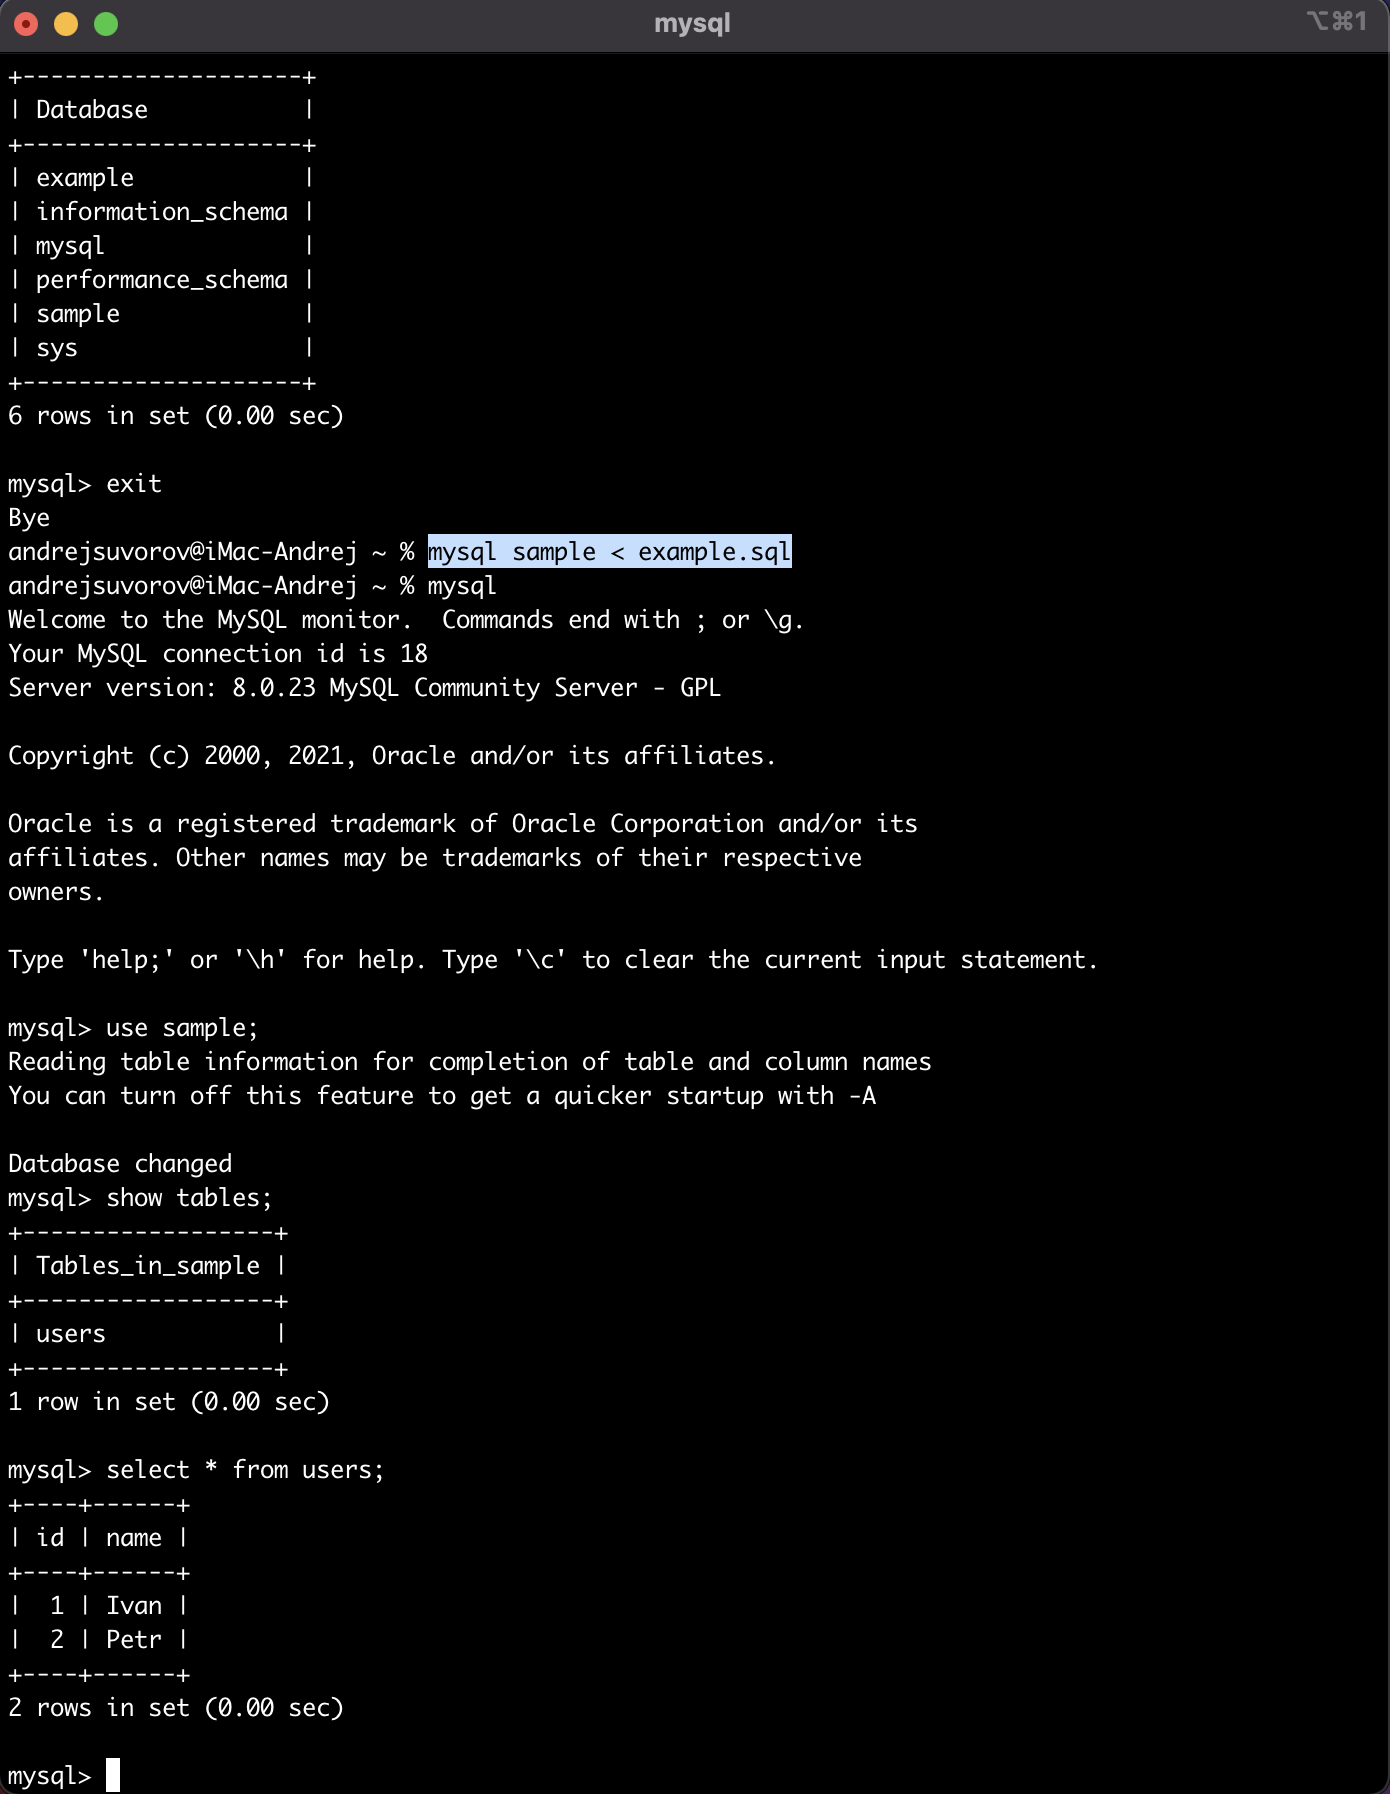 mysql
⌥⌘1
+--------------------+
| Database           |
+--------------------+
| example            |
| information_schema |
| mysql              |
| performance_schema |
| sample             |
| sys                |
+--------------------+
6 rows in set (0.00 sec)
mysql> exit
Bye
andrejsuvorov@iMac-Andrej ~ % mysql sample < example.sql
andrejsuvorov@iMac-Andrej ~ % mysql
Welcome to the MySQL monitor.  Commands end with ; or \g.
Your MySQL connection id is 18
Server version: 8.0.23 MySQL Community Server - GPL
Copyright (c) 2000, 2021, Oracle and/or its affiliates.
Oracle is a registered trademark of Oracle Corporation and/or its
affiliates. Other names may be trademarks of their respective
owners.
Type 'help;' or '\h' for help. Type '\c' to clear the current input statement.
mysql> use sample;
Reading table information for completion of table and column names
You can turn off this feature to get a quicker startup with -A
Database changed
mysql> show tables;
+------------------+
| Tables_in_sample |
+------------------+
| users            |
+------------------+
1 row in set (0.00 sec)
mysql> select * from users;
+----+------+
| id | name |
+----+------+
|  1 | Ivan |
|  2 | Petr |
+----+------+
2 rows in set (0.00 sec)
mysql>